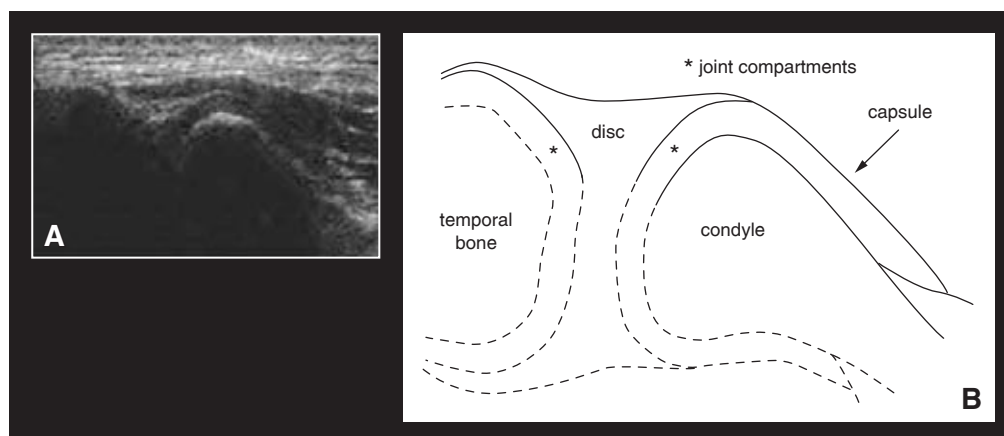 A
* joint compartments
capsule
disc
*
*
temporal
bone
condyle
B